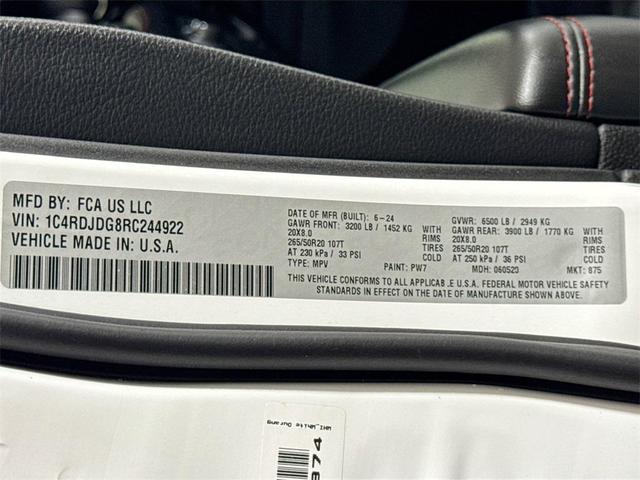 MFD BY: FCA US LLC
VIN: 1C4RDJDG8RC244922
VEHICLE MADE IN: U.S.A.
DATE OF MFR (BUILT): 6-24
GAWR FRONT: 3200 LB / 1452 KG WITH
20X8.0 RIMS
265/50R20 107T TIRES
AT 230 kPa / 33 PSI COLD
TYPE: MPV PAINT: PW7
GVWR: 6500 LB / 2949 KG
GAWR REAR: 3900 LB / 1770 KG WITH
20X8.0 RIMS
265/50R20 107T TIRES
AT 250 kPa / 36 PSI COLD
MDH: 060520 MKT: 875
THIS VEHICLE CONFORMS TO ALL APPLICAB .E U.S.A. FEDERAL MOTOR VEHICLE SAFETY
STANDARDS IN EFFECT ON THE DATE OF MANUFACTURE SHOWN ABOVE.
WHI_White Durang
374